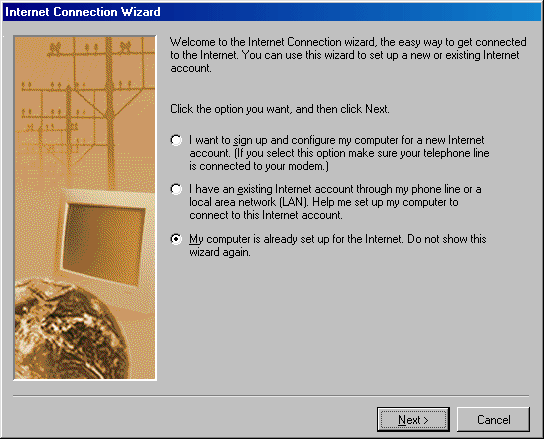 Internet Connection Wizard
Welcome to the Internet Connection wizard, the easy way to get connected
to the Internet. You can use this wizard to set up a new or existing Internet
account.
Click the option you want, and then click Next.
I want to sign up and configure my computer for a new Internet
account. (If you select this option make sure your telephone line
is connected to your modem.)
I have an existing Internet account through my phone line or a
local area network (LAN). Help me set up my computer to
connect to this Internet account.
My computer is already set up for the Internet. Do not show this
wizard again.
Next >
Cancel